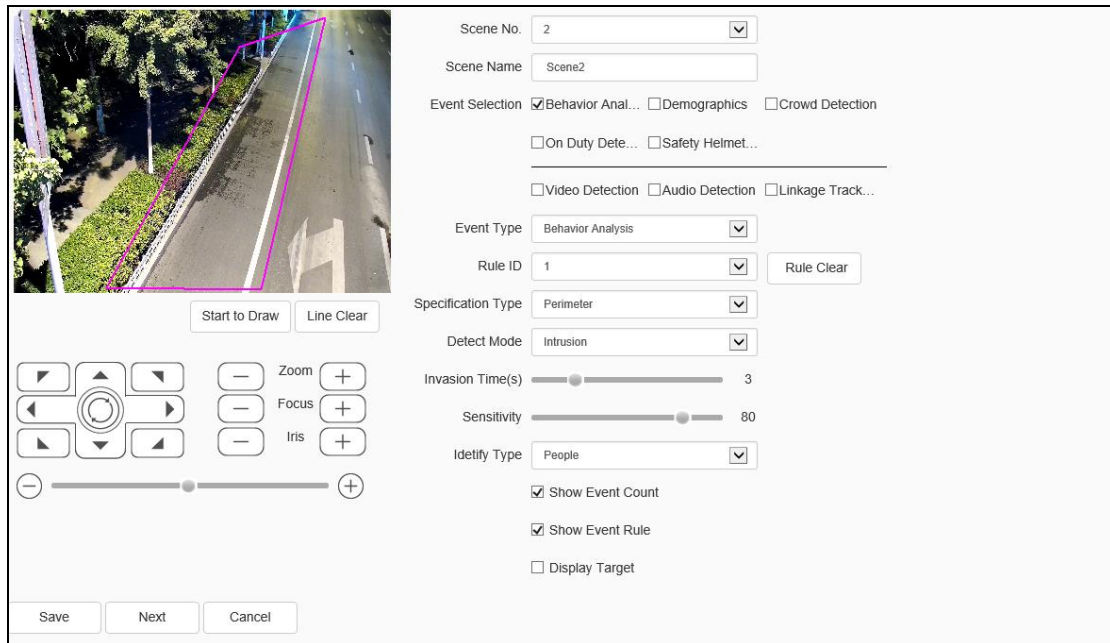 Scene No. 2
Scene Name Scene2
Event Selection Behavior Anal... Demographics Crowd Detection
On Duty Dete... Safety Helmet...
Video Detection Audio Detection Linkage Track...
Event Type Behavior Analysis
Rule ID 1 Rule Clear
Specification Type Perimeter
Start to Draw Line Clear
Detect Mode Intrusion
Zoom
Invasion Time(s) 3
Focus
Sensitivity 80
Iris
Idetify Type People
Show Event Count
Show Event Rule
Display Target
Save Next Cancel